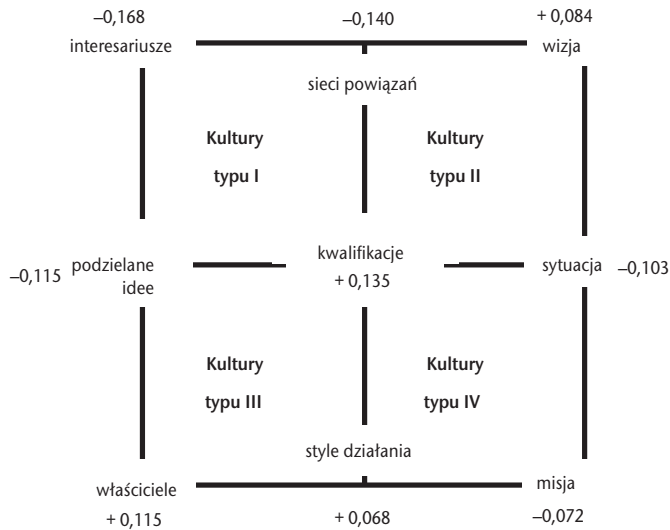 –0,168 –0,140 + 0,084
interesariusze wizja
sieci powiązań
Kultury Kultury
typu I typu II
–0,115 podzielane kwalifikacje sytuacja –0,103
idee + 0,135
Kultury Kultury
typu III typu IV
style działania
właściciele misja
+ 0,115 + 0,068 –0,072